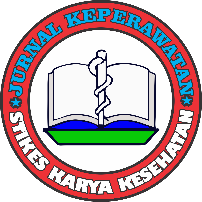 JURNAL KEPERAWATAN
STIKES KARYA KESEHATAN